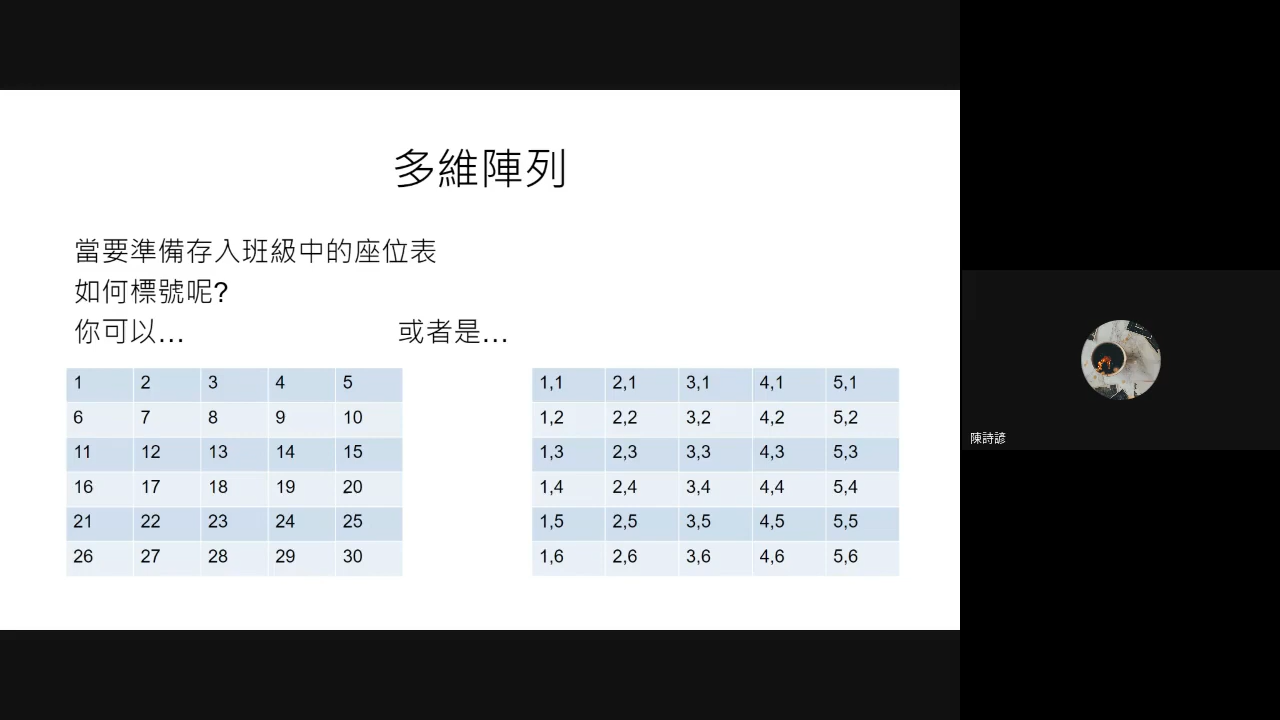 多維陣列
當要準備存入班級中的座位表
如何標號呢?
你可以... 或者是...
1 2 3 4 5
6 7 8 9 10
11 12 13 14 15
16 17 18 19 20
21 22 23 24 25
26 27 28 29 30
1,1 2,1 3,1 4,1 5,1
1,2 2,2 3,2 4,2 5,2
1,3 2,3 3,3 4,3 5,3
1,4 2,4 3,4 4,4 5,4
1,5 2,5 3,5 4,5 5,5
1,6 2,6 3,6 4,6 5,6
陳詩諺